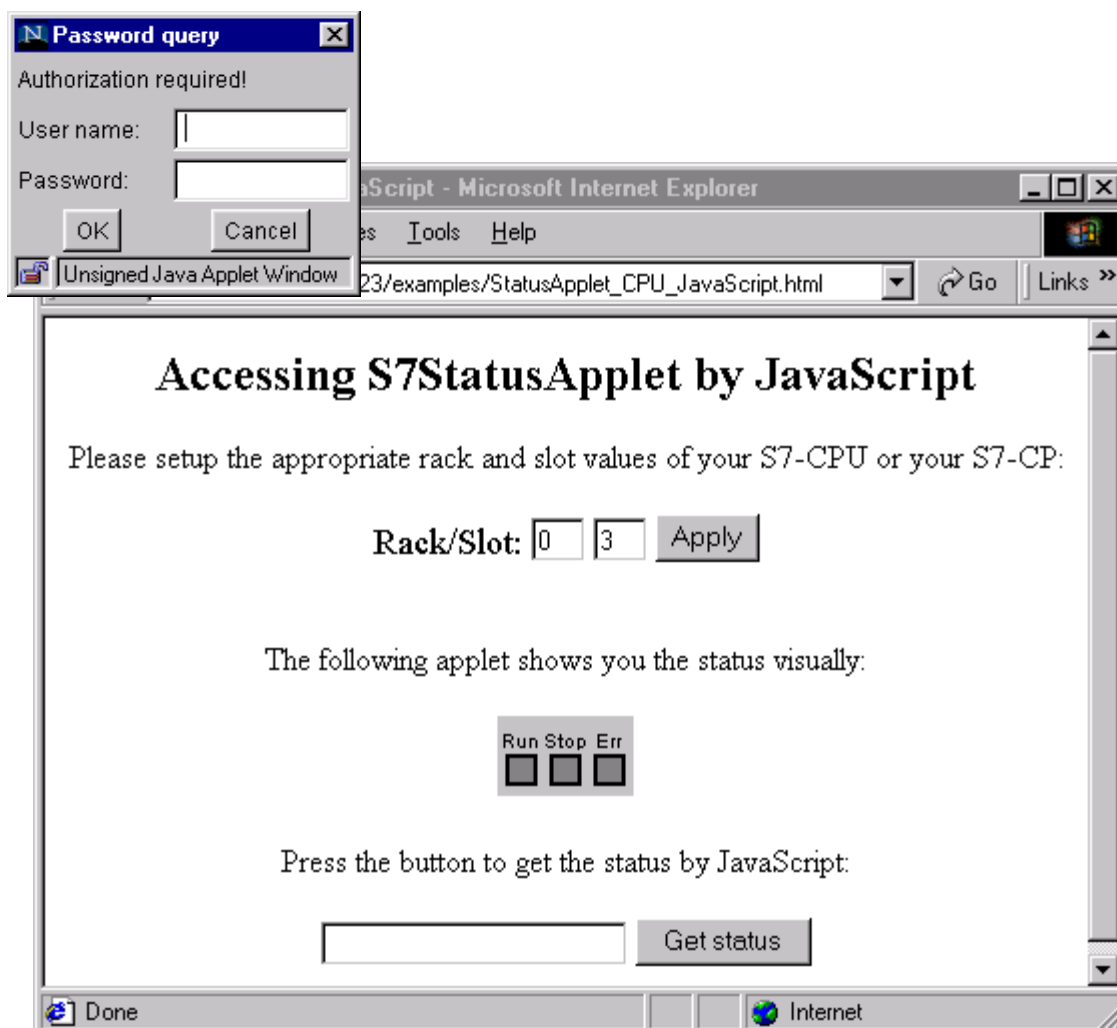 Password query
Authorization required!
User name:
Password:
OK Cancel
Unsigned Java Applet Window
Script - Microsoft Internet Explorer
Tools Help
23/examples/StatusApplet_CPU_JavaScript.html Go Links »
Accessing S7StatusApplet by JavaScript
Please setup the appropriate rack and slot values of your S7-CPU or your S7-CP:
Rack/Slot: 0 3 Apply
The following applet shows you the status visually:
Run Stop Err
Press the button to get the status by JavaScript:
Get status
Done Internet